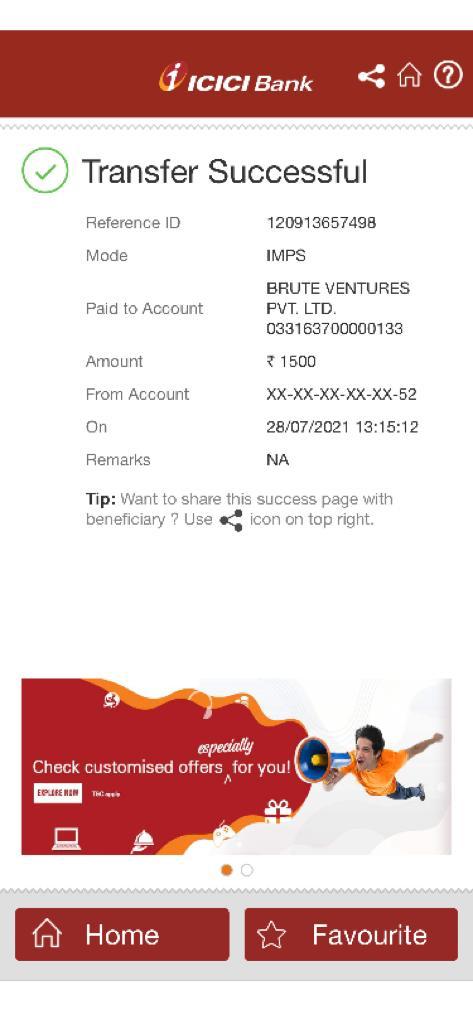 ICICI Bank
Transfer Successful
Reference ID 120913657498
Mode IMPS
Paid to Account BRUTE VENTURES
PVT. LTD.
033163700000133
Amount ₹ 1500
From Account XX-XX-XX-XX-XX-52
On 28/07/2021 13:15:12
Remarks NA
Tip: Want to share this success page with
beneficiary ? Use icon on top right.
especially
Check customised offers ^ for you!
EXPLORE NOW T&C apply
Home Favourite